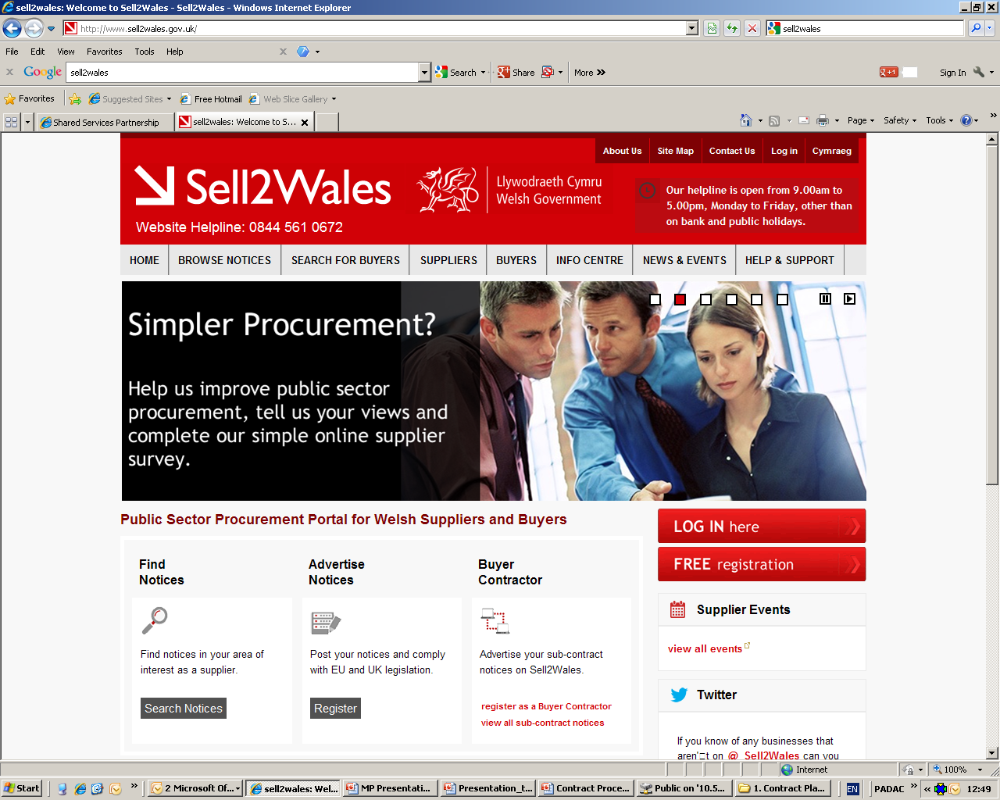 sell2wales: Welcome to Sell2Wales - Sell2Wales - Windows Internet Explorer
http://www.sell2wales.gov.uk/
sell2wales
File Edit View Favorites Tools Help
Google sell2wales Search Share More » +1 Sign In
Favorites Suggested Sites Free Hotmail Web Slice Gallery
Shared Services Partnership sell2wales: Welcome to S... Page Safety Tools »
About Us Site Map Contact Us Log in Cymraeg
Sell2Wales
Llywodraeth Cymru
Welsh Government
Website Helpline: 0844 561 0672
Our helpline is open from 9.00am to
5.00pm, Monday to Friday, other than
on bank and public holidays.
HOME BROWSE NOTICES SEARCH FOR BUYERS SUPPLIERS BUYERS INFO CENTRE NEWS & EVENTS HELP & SUPPORT
Simpler Procurement?
Help us improve public sector
procurement, tell us your views and
complete our simple online supplier
survey.
Public Sector Procurement Portal for Welsh Suppliers and Buyers
Find
Notices
Find notices in your area of
interest as a supplier.
Search Notices
Advertise
Notices
Post your notices and comply
with EU and UK legislation.
Register
Buyer
Contractor
Advertise your sub-contract
notices on Sell2Wales.
register as a Buyer Contractor
view all sub-contract notices
LOG IN here
FREE registration
Supplier Events
view all events
Twitter
If you know of any businesses that
aren'□t on @_Sell2Wales can you
Internet 100%
Start » 2 Microsoft Of... sell2wales: Wel... MP Presentati... Presentation_t... Contract Proce... Public on '10.5... 1. Contract Pla... EN PADAC » « 12:49